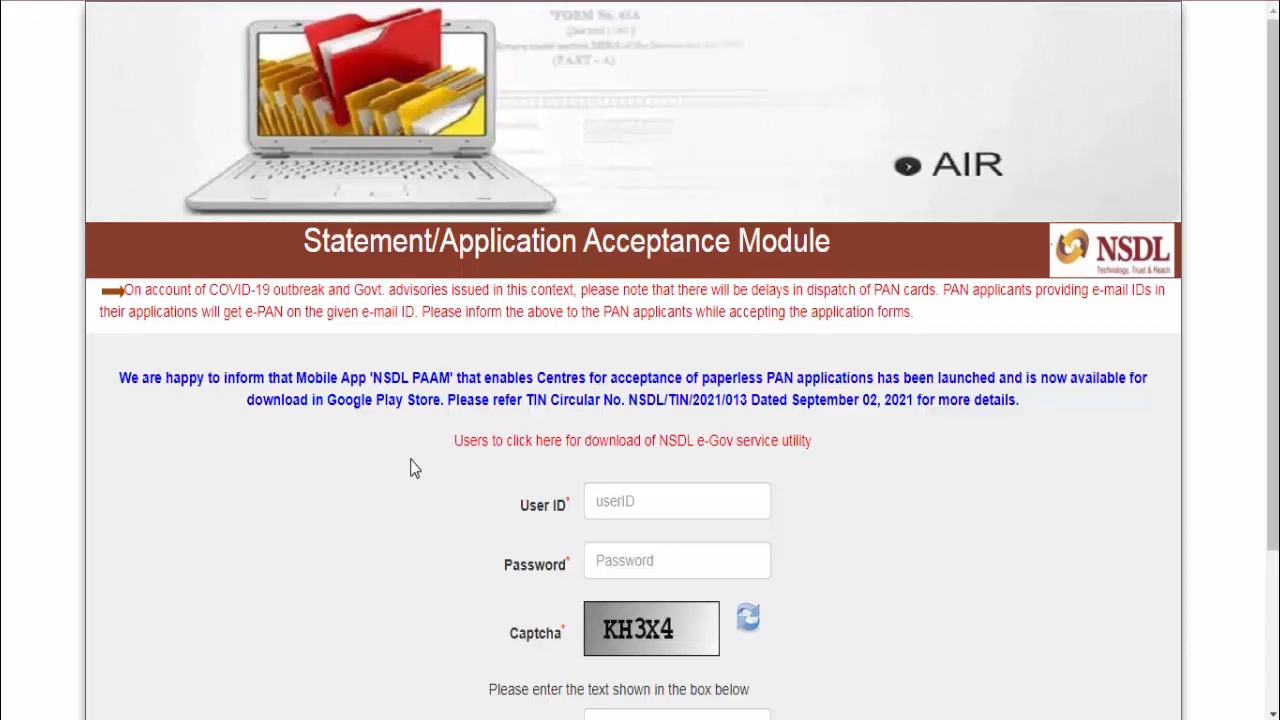 "FORM No. 61A
(PART - A)
AIR
Statement/Application Acceptance Module
NSDL
Technology, Trust & Reach
On account of COVID-19 outbreak and Govt. advisories issued in this context, please note that there will be delays in dispatch of PAN cards. PAN applicants providing e-mail IDs in
their applications will get e-PAN on the given e-mail ID. Please inform the above to the PAN applicants while accepting the application forms.
We are happy to inform that Mobile App 'NSDL PAAM' that enables Centres for acceptance of paperless PAN applications has been launched and is now available for
download in Google Play Store. Please refer TIN Circular No. NSDL/TIN/2021/013 Dated September 02, 2021 for more details.
Users to click here for download of NSDL e-Gov service utility
User ID* userID
Password* Password
Captcha* KH3X4
Please enter the text shown in the box below